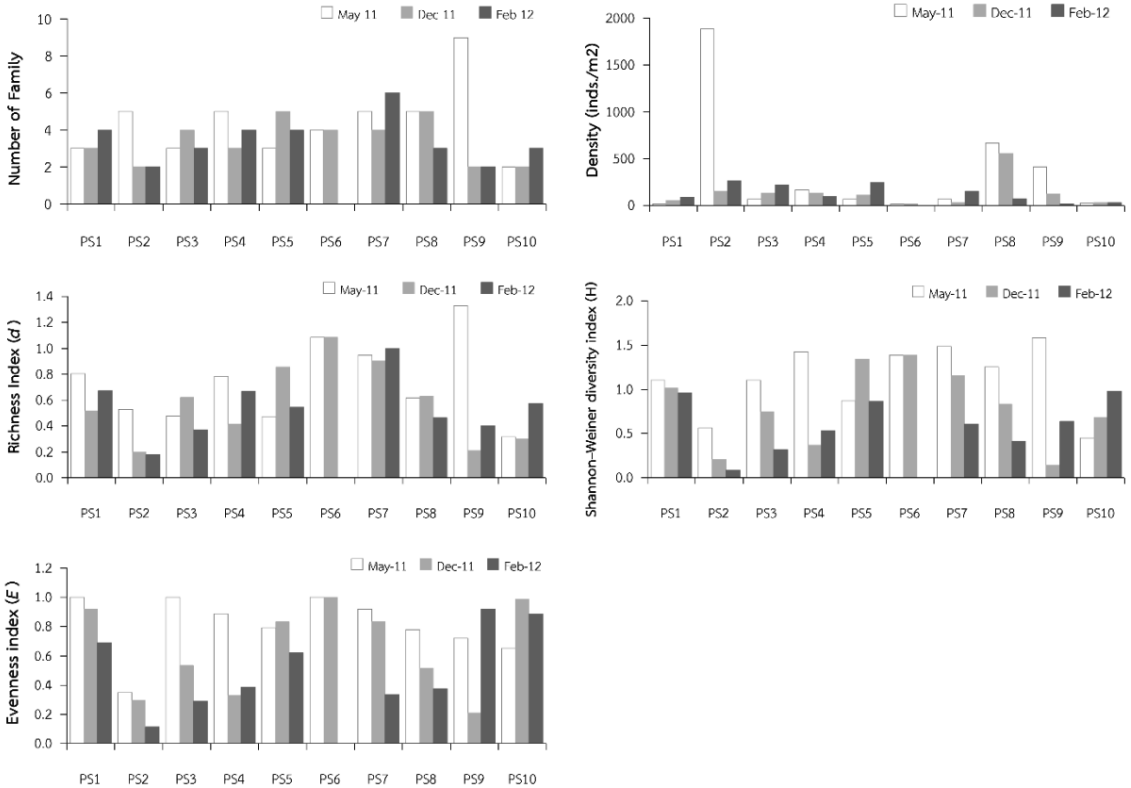 May 11 Dec 11 Feb 12
Number of Family
10
8
6
4
2
0
PS1 PS2 PS3 PS4 PS5 PS6 PS7 PS8 PS9 PS10
May-11 Dec-11 Feb-12
Density (inds./m2)
2000
1500
1000
500
0
PS1 PS2 PS3 PS4 PS5 PS6 PS7 PS8 PS9 PS10
May-11 Dec-11 Feb-12
Richness Index (d)
1.4
1.2
1.0
0.8
0.6
0.4
0.2
0.0
PS1 PS2 PS3 PS4 PS5 PS6 PS7 PS8 PS9 PS10
May-11 Dec-11 Feb-12
Shannon-Weiner diversity index (H)
2.0
1.5
1.0
0.5
0.0
PS1 PS2 PS3 PS4 PS5 PS6 PS7 PS8 PS9 PS10
May-11 Dec-11 Feb-12
Evenness index (E)
1.2
1.0
0.8
0.6
0.4
0.2
0.0
PS1 PS2 PS3 PS4 PS5 PS6 PS7 PS8 PS9 PS10